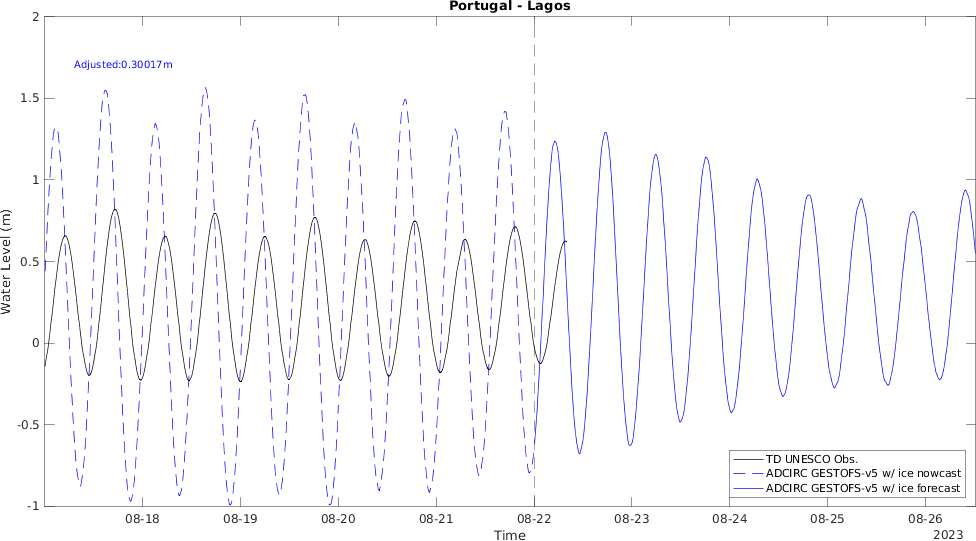 Portugal - Lagos
Adjusted:0.30017m
Water Level (m)
2
1.5
1
0.5
0
-0.5
-1
08-18
08-19
08-20
08-21
08-22
08-23
08-24
08-25
08-26
Time
2023
TD UNESCO Obs.
ADCIRC GESTOFS-v5 w/ ice nowcast
ADCIRC GESTOFS-v5 w/ ice forecast